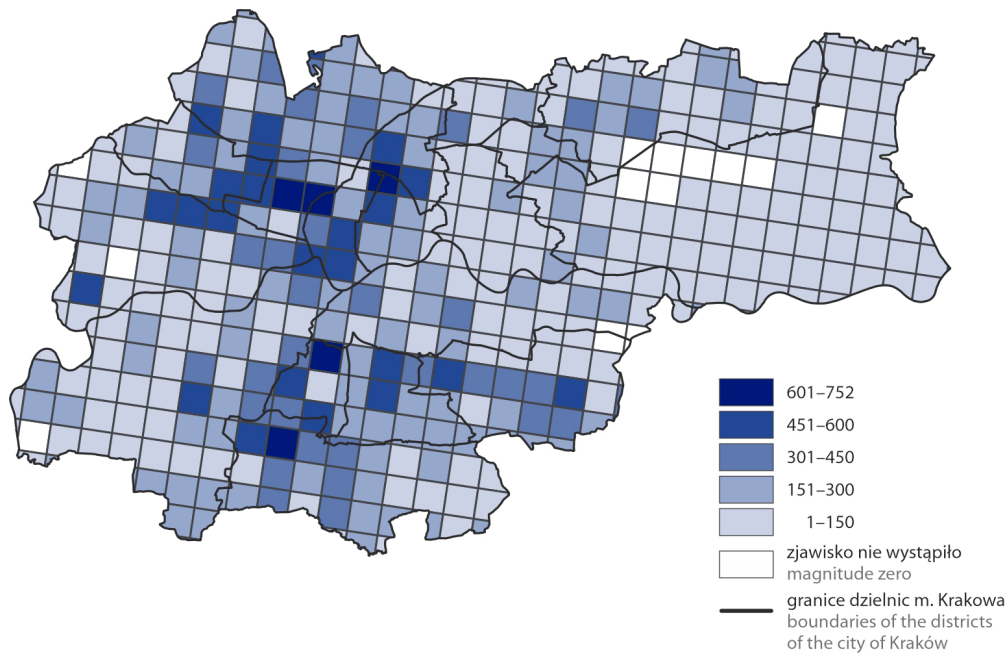 601–752
451–600
301–450
151–300
1–150
zjawisko nie wystąpiło
magnitude zero
granice dzielnic m. Krakowa
boundaries of the districts
of the city of Kraków